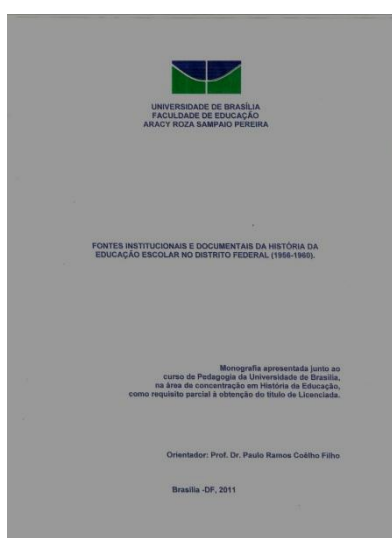 UNIVERSIDADE DE BRASÍLIA
FACULDADE DE EDUCAÇÃO
ARACY ROZA SAMPAIO PEREIRA
FONTES INSTITUCIONAIS E DOCUMENTAIS DA HISTÓRIA DA
EDUCAÇÃO ESCOLAR NO DISTRITO FEDERAL (1956-1960).
Monografia apresentada junto ao
curso de Pedagogia da Universidade de Brasília,
na área de concentração em História da Educação,
como requisito parcial à obtenção do título de Licenciada.
Orientador: Prof. Dr. Paulo Ramos Coêlho Filho
Brasília -DF, 2011